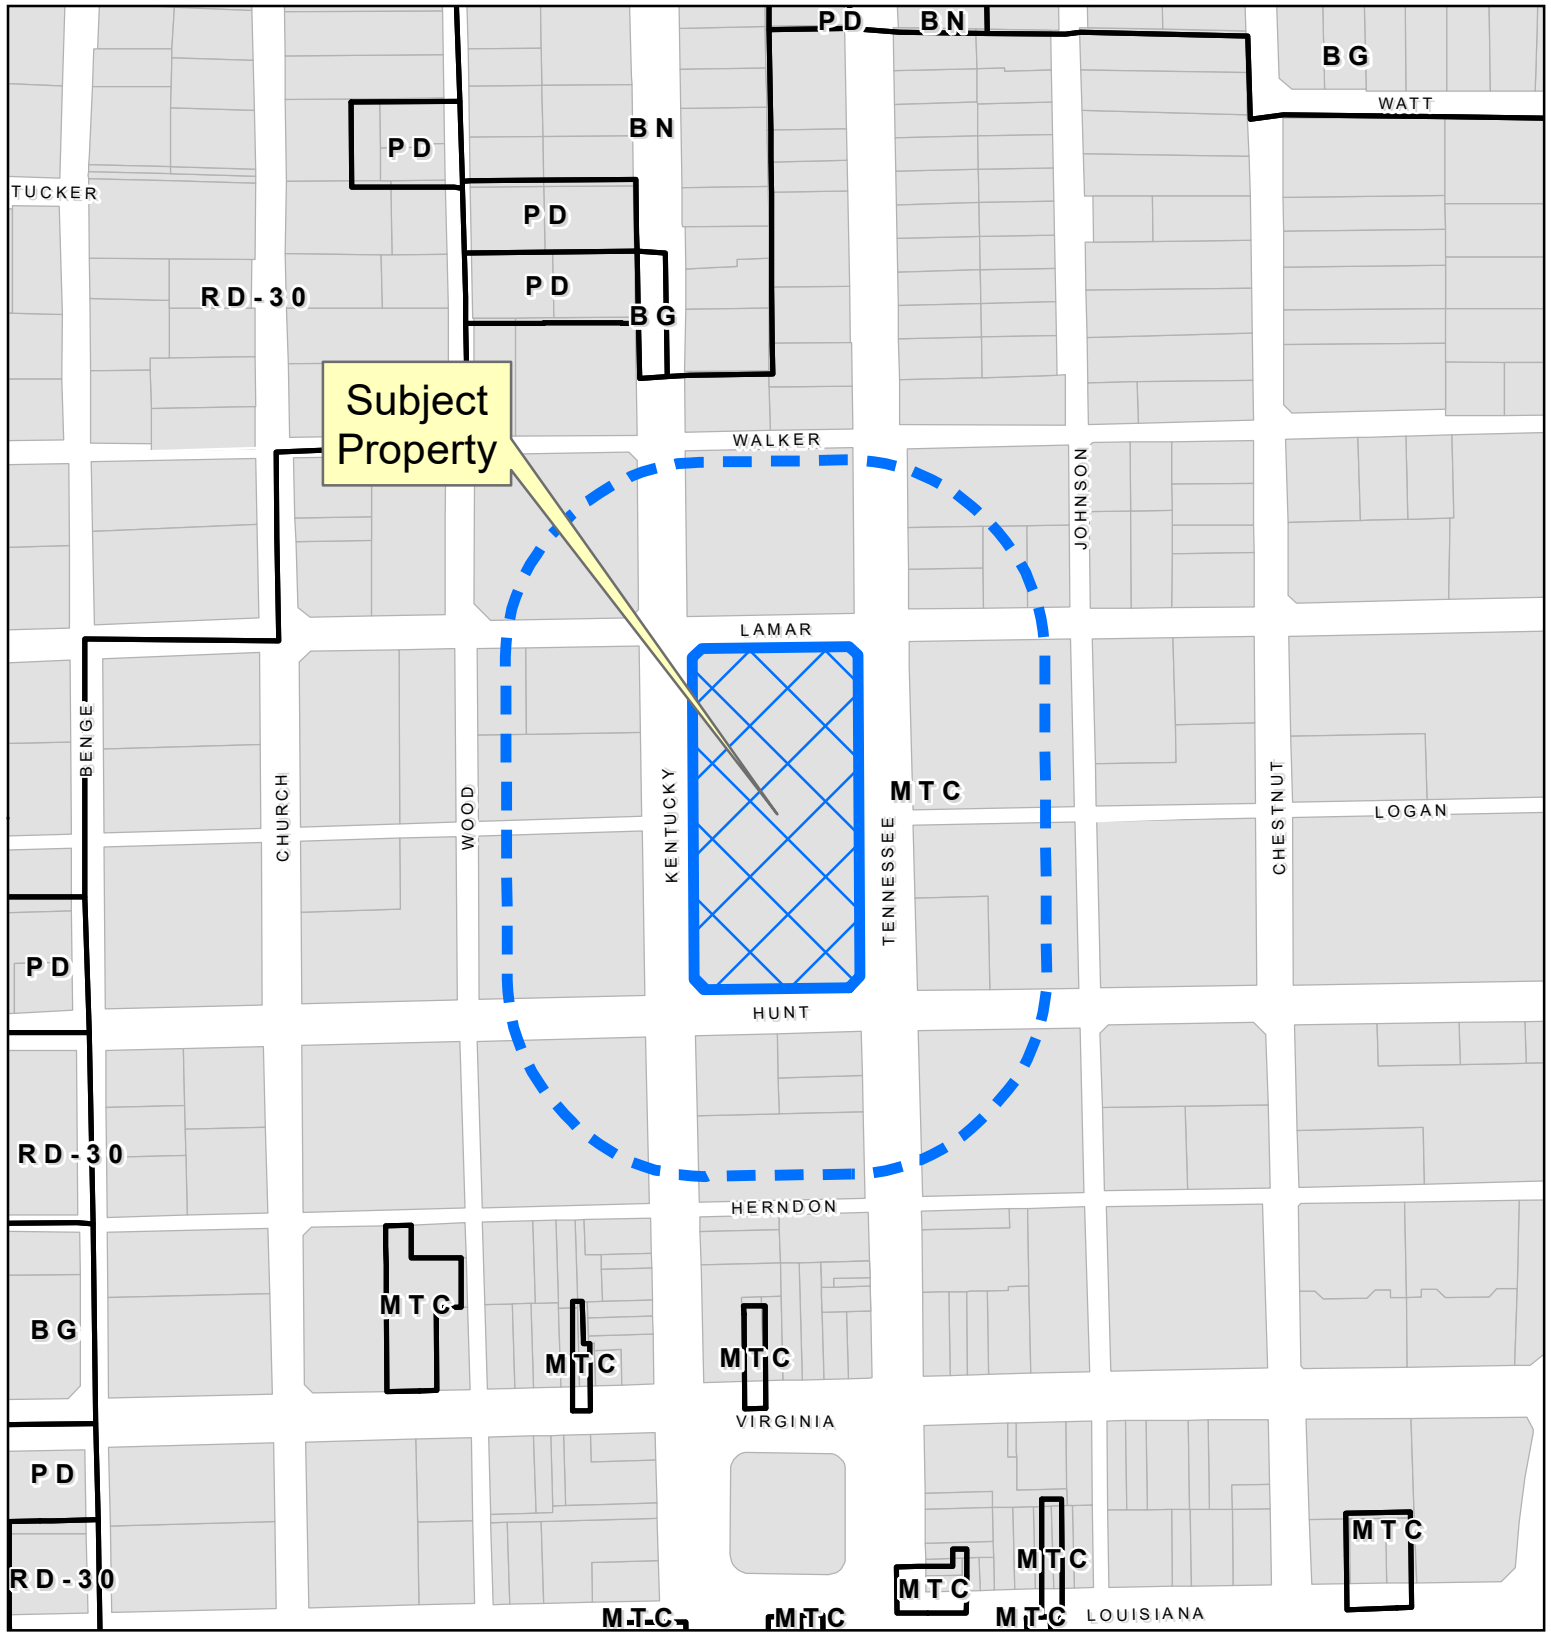 PD
BN
BG
WATT
BN
PD
TUCKER
PD
PD
RD-30
BG
Subject
Property
WALKER
JOHNSON
LAMAR
BENGE
CHURCH
WOOD
KENTUCKY
MTC
TENNESSEE
CHESTNUT
LOGAN
PD
HUNT
RD-30
HERNDON
MTC
BG
MTC
MTC
VIRGINIA
PD
MTC
MTC
RD-30
MTC
MTC
MTC
MTC
LOUISIANA